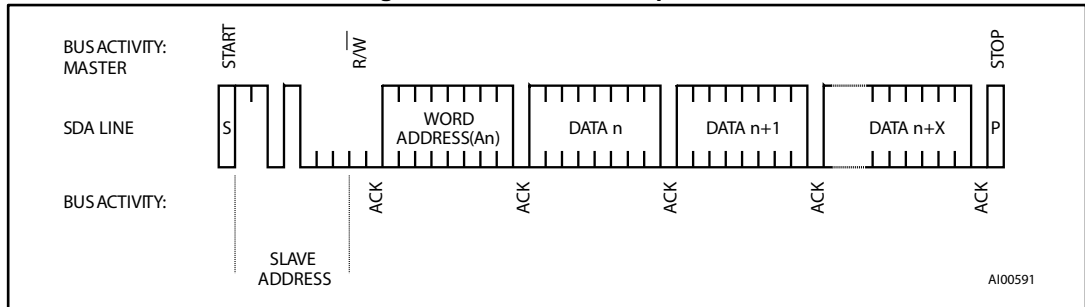 BUS ACTIVITY:
MASTER
START
R/W
STOP
SDA LINE
S
WORD
ADDRESS(An)
DATA n
DATA n+1
DATA n+X
P
BUS ACTIVITY:
ACK
ACK
ACK
ACK
ACK
SLAVE
ADDRESS
AI00591